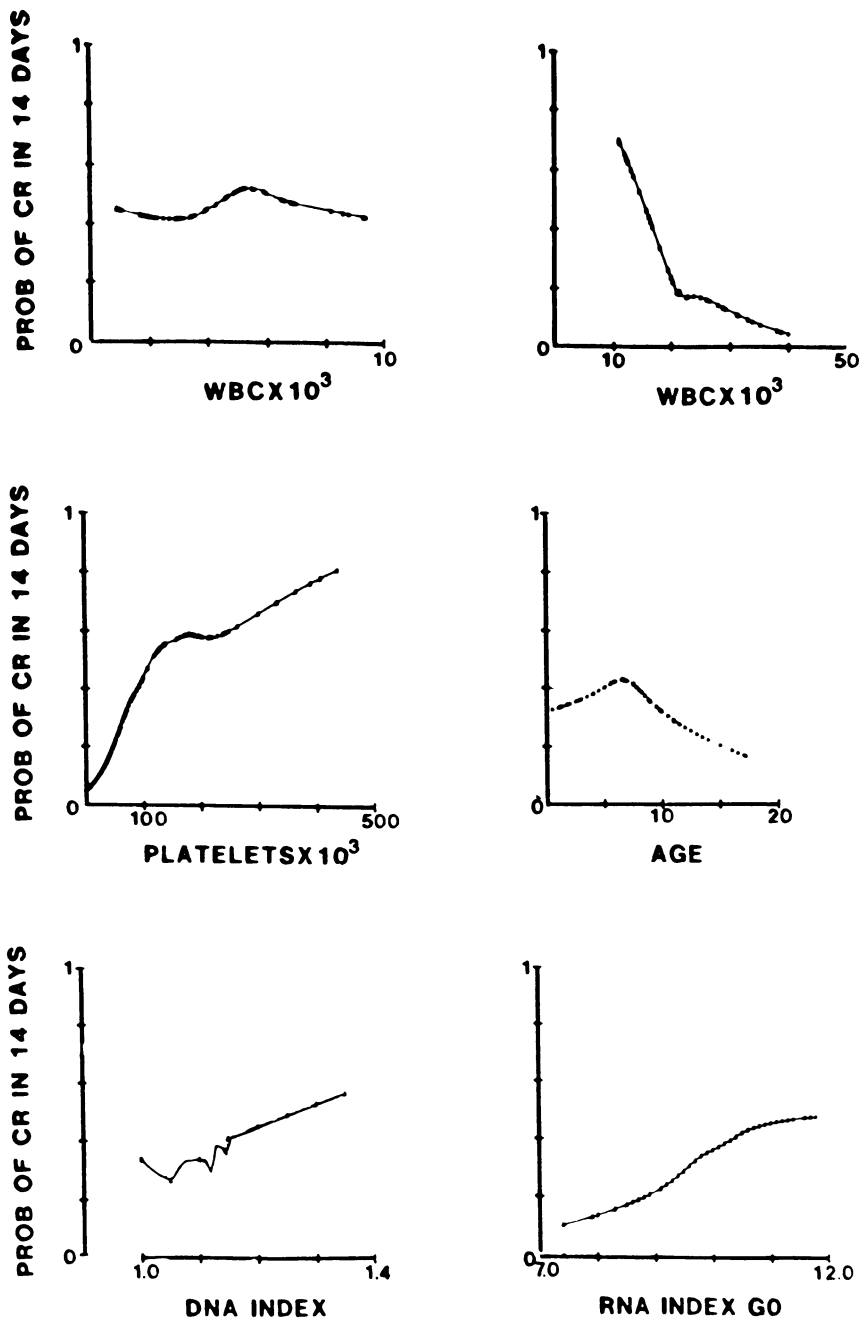 PROB OF CR IN 14 DAYS
1
0
10
WBCX10³
1
0
10
50
WBCX10³
PROB OF CR IN 14 DAYS
1
0
100
500
PLATELETSX10³
1
0
10
20
AGE
PROB OF CR IN 14 DAYS
1
0
1.0
1.4
DNA INDEX
1
0
7.0
12.0
RNA INDEX G0